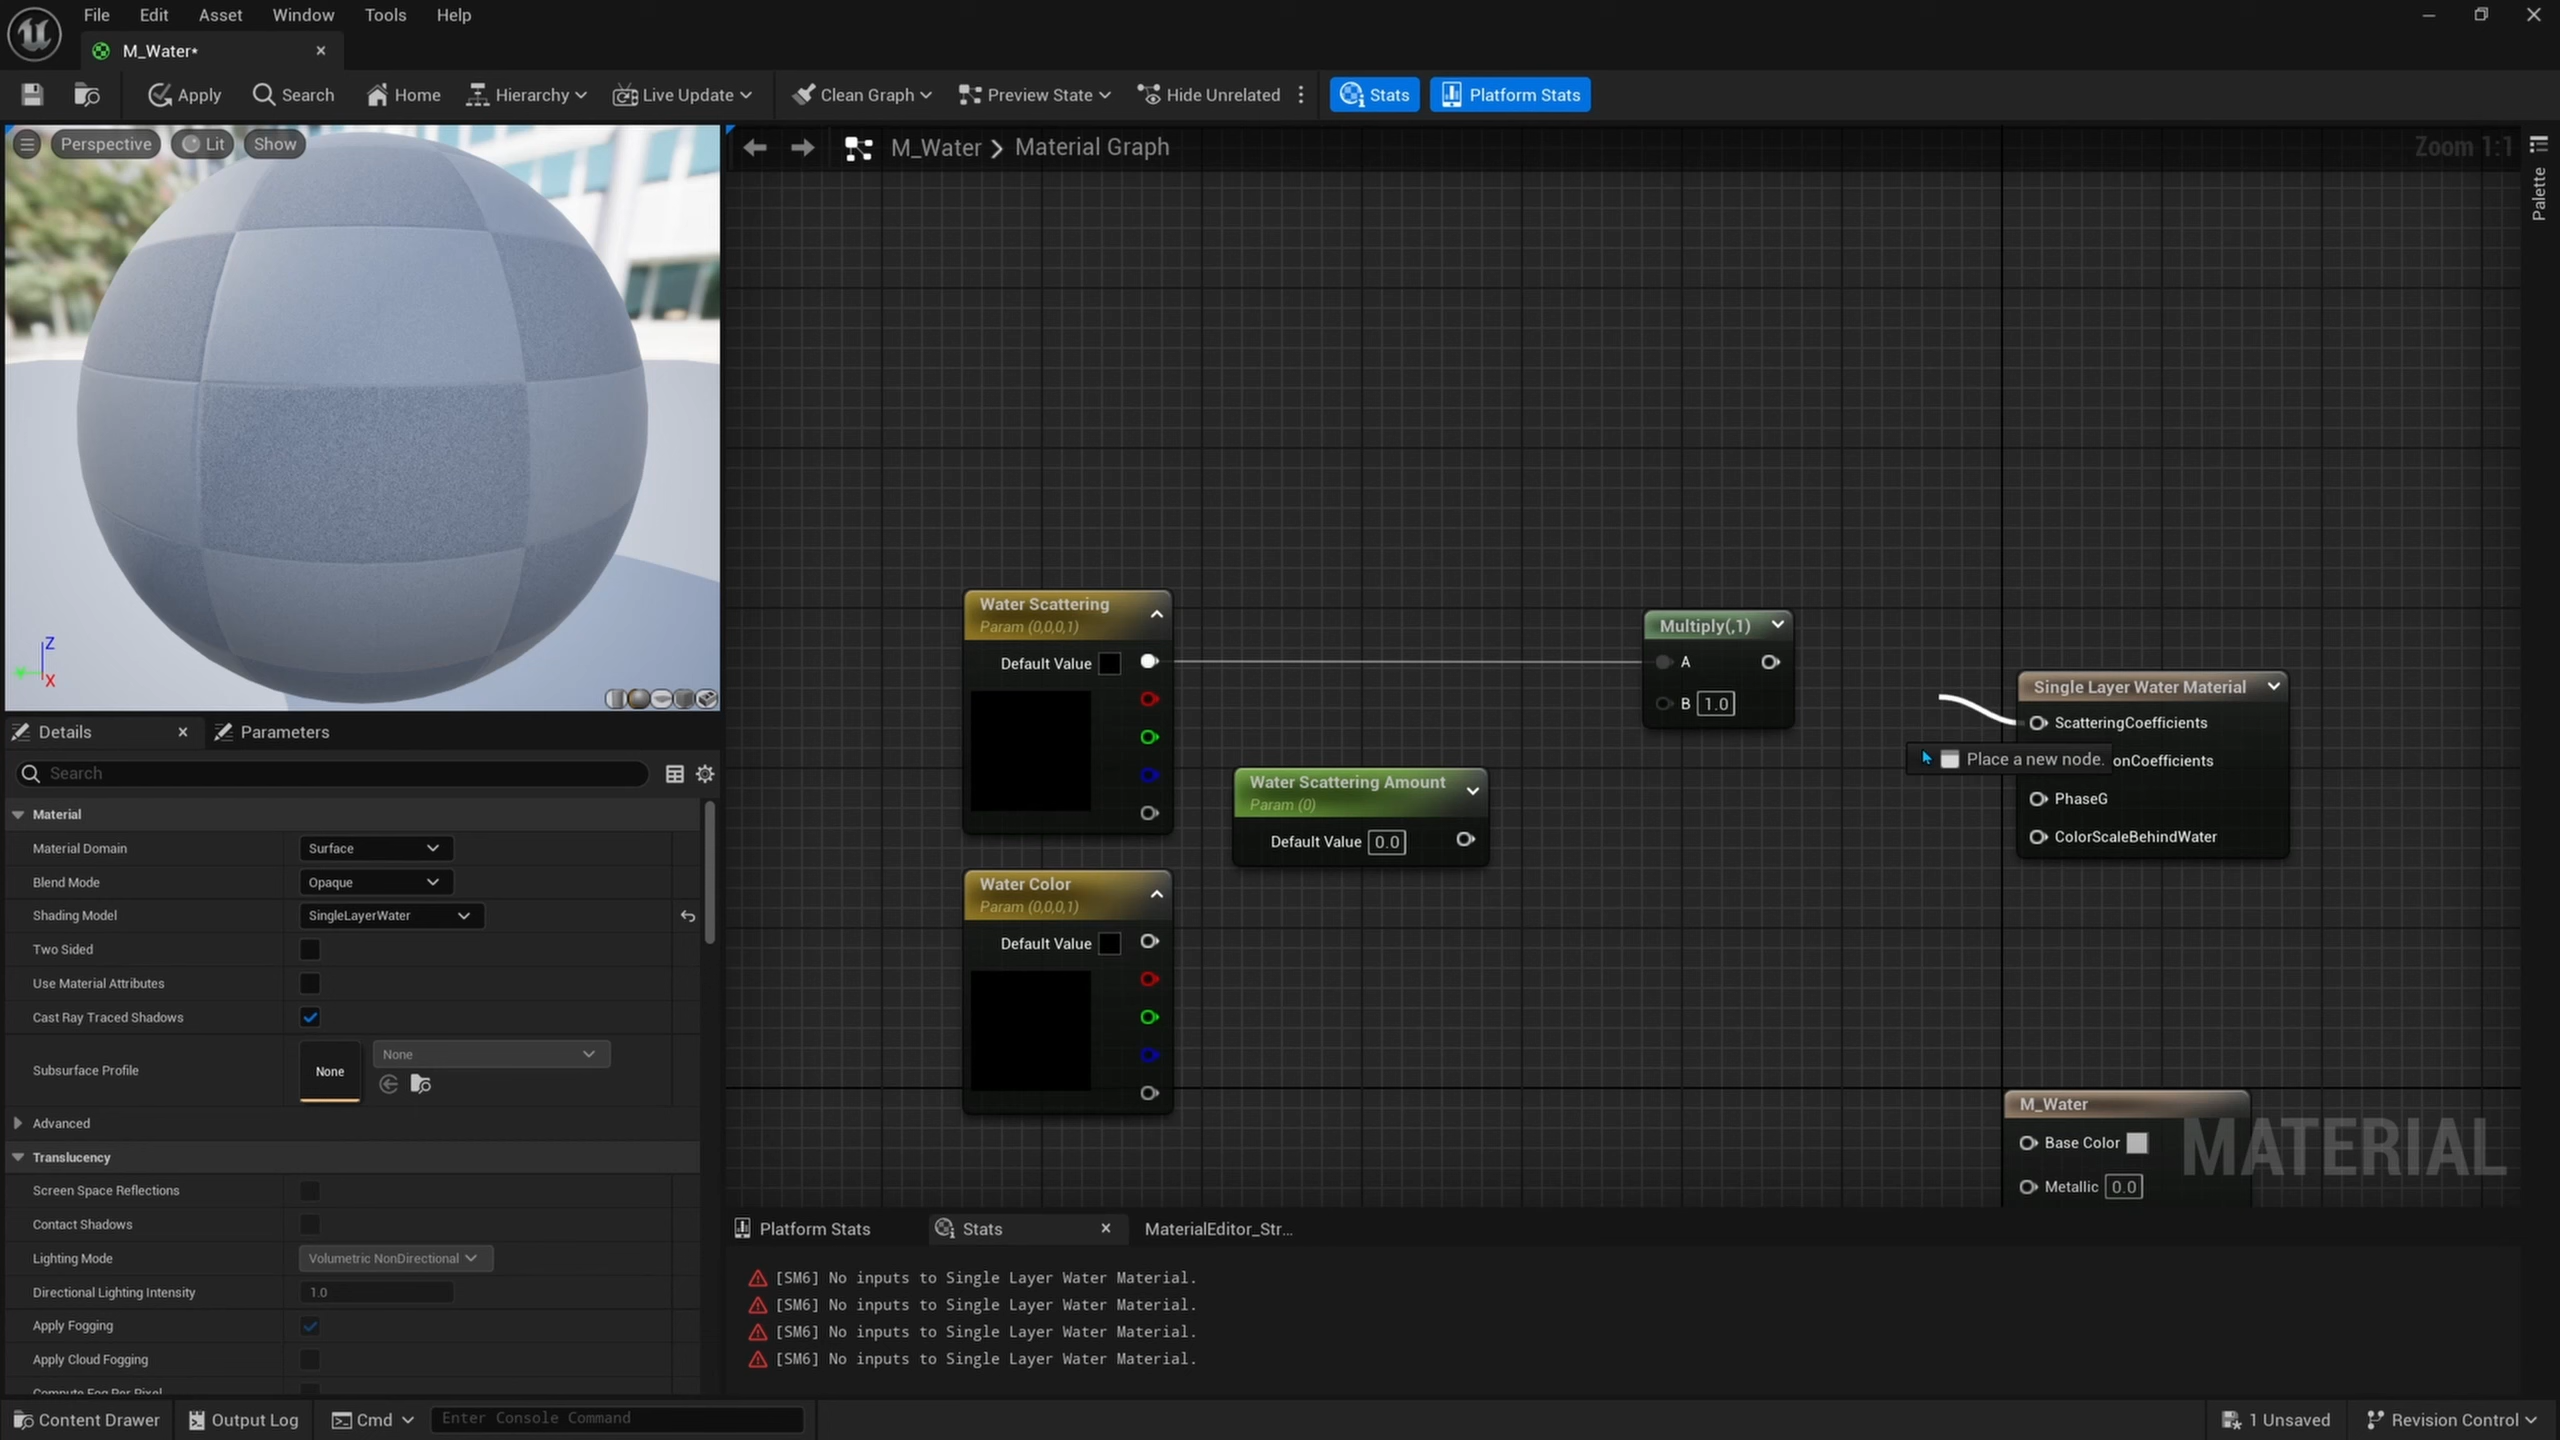 File Edit Asset Window Tools Help
M_Water*
Apply Search Home Hierarchy Live Update Clean Graph Preview State Hide Unrelated Stats Platform Stats
Perspective Lit Show
M_Water > Material Graph
Zoom 1:1
Palette
Water Scattering
Param (0,0,0,1)
Default Value
Multiply(,1)
A
B 1.0
Single Layer Water Material
ScatteringCoefficients
Place a new node.
onCoefficients
PhaseG
ColorScaleBehindWater
Water Scattering Amount
Param (0)
Default Value 0.0
Water Color
Param (0,0,0,1)
Default Value
M_Water
Base Color
Metallic 0.0
MATERIAL
Z
X
Details Parameters
Search
Material
Material Domain Surface
Blend Mode Opaque
Shading Model SingleLayerWater
Two Sided
Use Material Attributes
Cast Ray Traced Shadows
Subsurface Profile None None
Advanced
Translucency
Screen Space Reflections
Contact Shadows
Lighting Mode Volumetric NonDirectional
Directional Lighting Intensity 1.0
Apply Fogging
Apply Cloud Fogging
Compute Fog Per Pixel
Platform Stats Stats MaterialEditor_Str...
[SM6] No inputs to Single Layer Water Material.
[SM6] No inputs to Single Layer Water Material.
[SM6] No inputs to Single Layer Water Material.
[SM6] No inputs to Single Layer Water Material.
Content Drawer Output Log Cmd Enter Console Command 1 Unsaved Revision Control